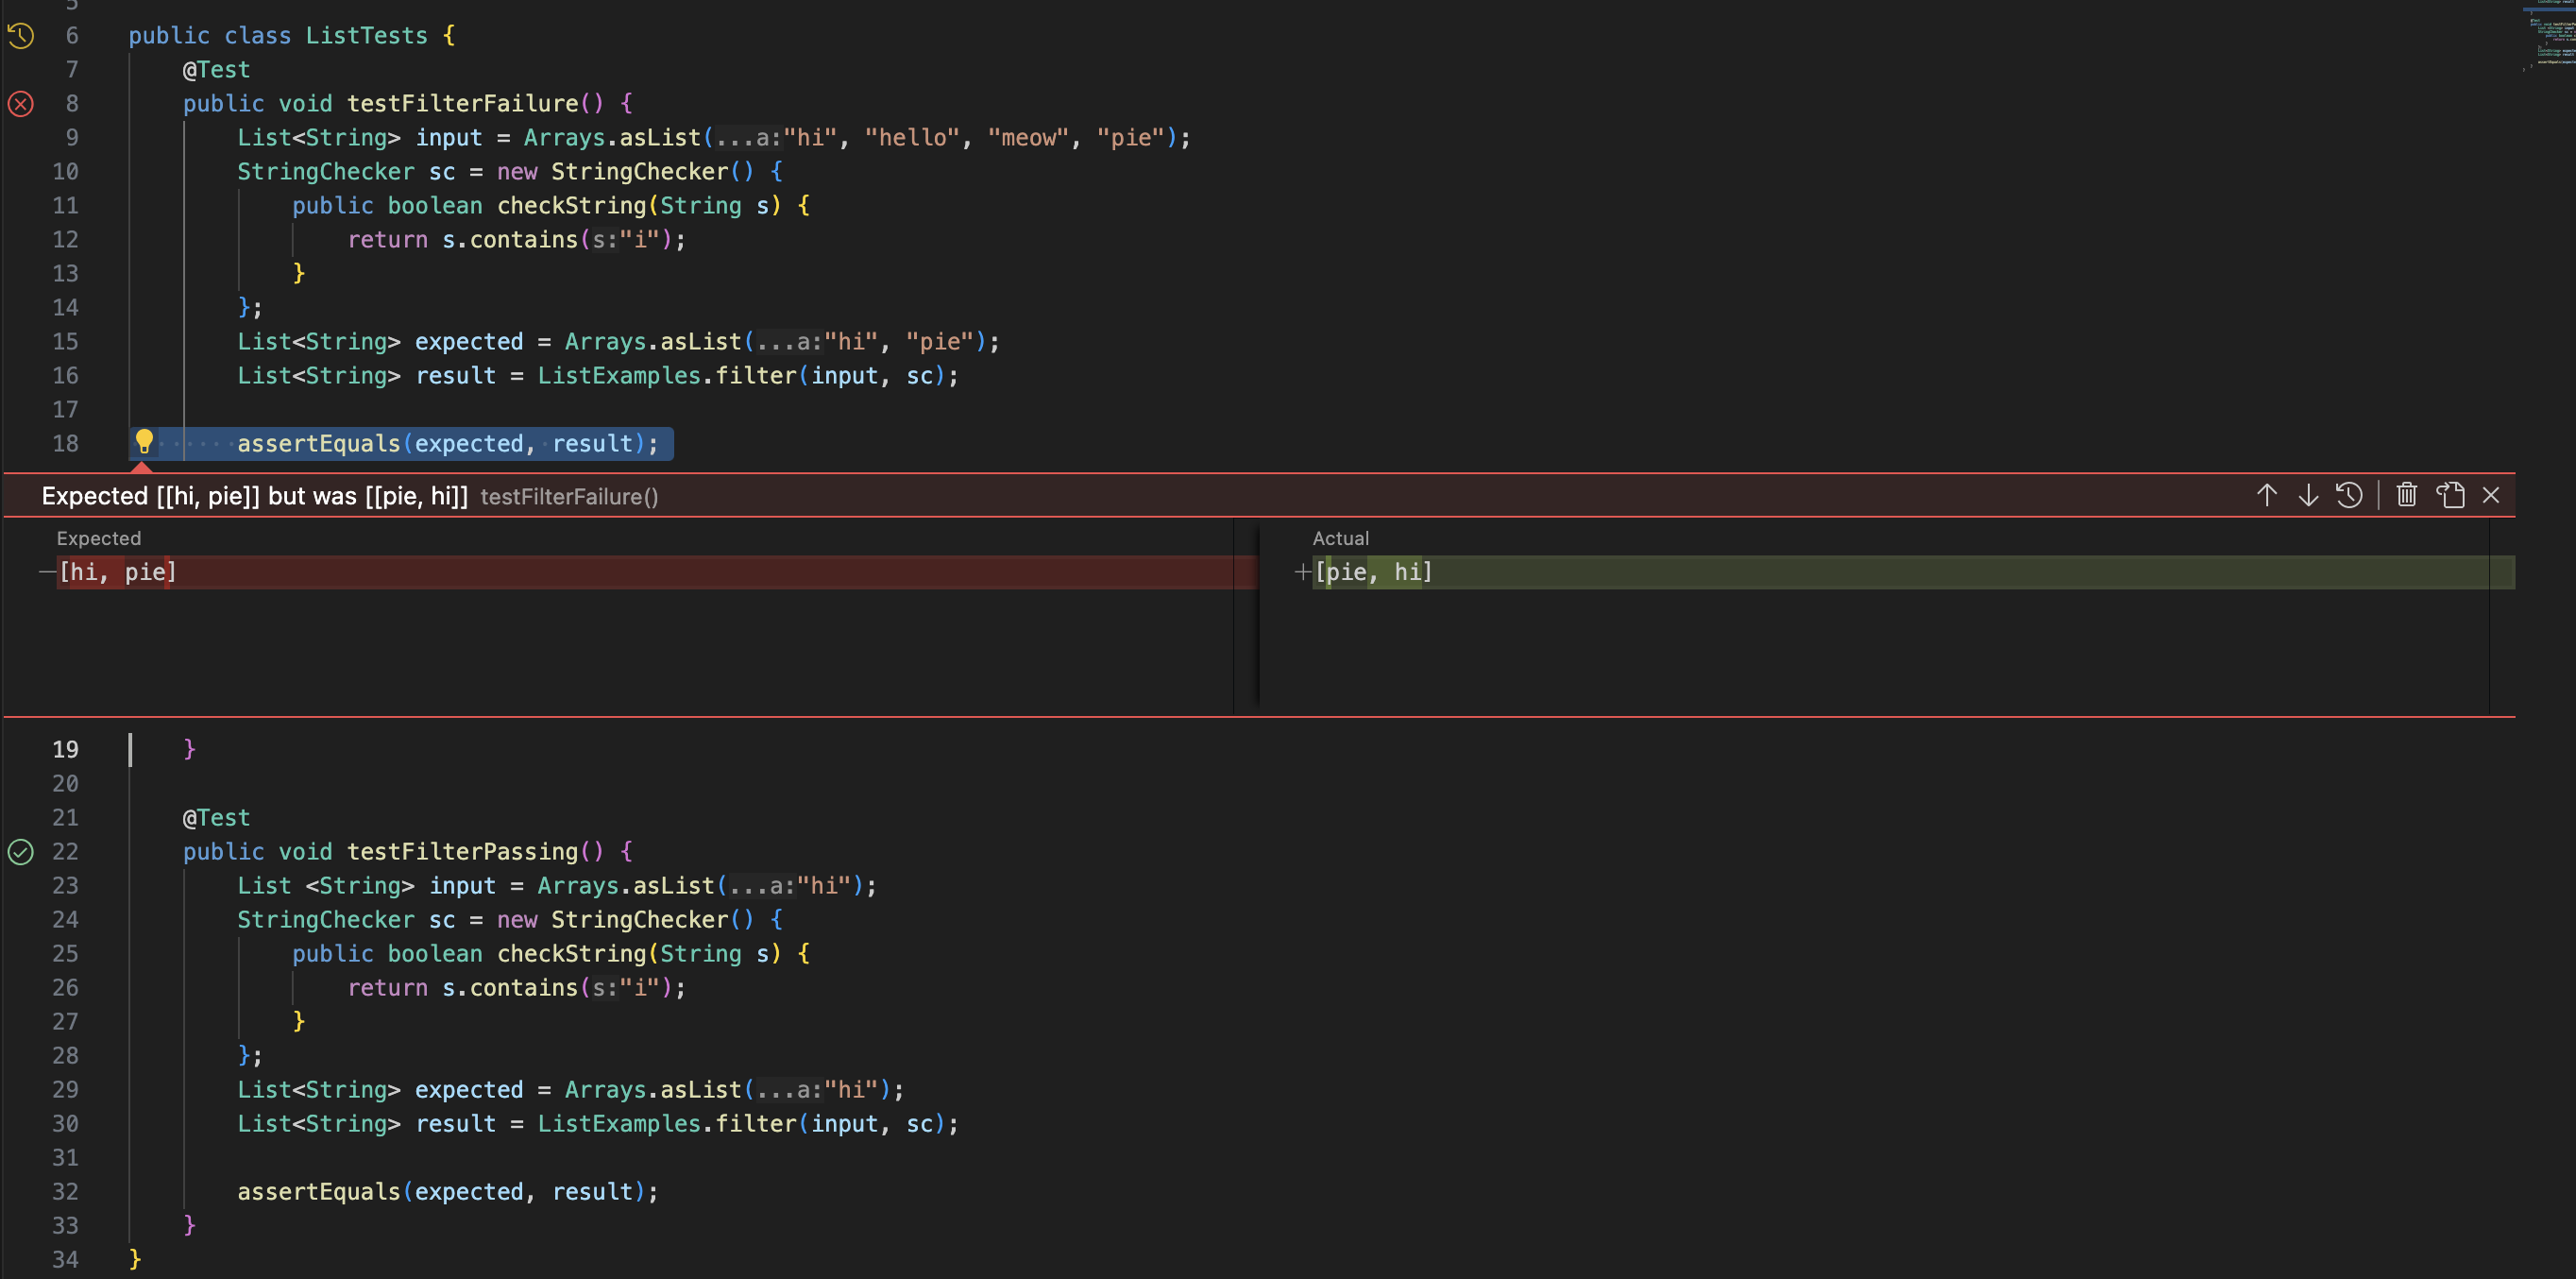 5
6 public class ListTests {
7 @Test
8 public void testFilterFailure() {
9 List<String> input = Arrays.asList(...a:"hi", "hello", "meow", "pie");
10 StringChecker sc = new StringChecker() {
11 public boolean checkString(String s) {
12 return s.contains(s:"i");
13 }
14 };
15 List<String> expected = Arrays.asList(...a:"hi", "pie");
16 List<String> result = ListExamples.filter(input, sc);
17
18 ······assertEquals(expected,·result);
Expected [[hi, pie]] but was [[pie, hi]] testFilterFailure()
Expected
Actual
—[hi, pie]
+[pie, hi]
19 }
20
21 @Test
22 public void testFilterPassing() {
23 List <String> input = Arrays.asList(...a:"hi");
24 StringChecker sc = new StringChecker() {
25 public boolean checkString(String s) {
26 return s.contains(s:"i");
27 }
28 };
29 List<String> expected = Arrays.asList(...a:"hi");
30 List<String> result = ListExamples.filter(input, sc);
31
32 assertEquals(expected, result);
33 }
34 }